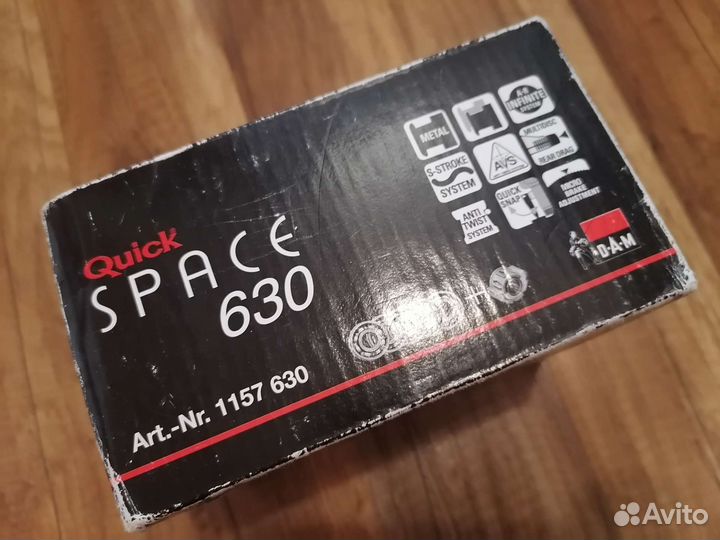 Quick
SPACE
630
Art.-Nr. 1157 630
METAL
A-R
INFINITE
SYSTEM
S-STROKE
SYSTEM
AVS
MULTIDISC
REAR DRAG
ANTI
TWIST
SYSTEM
QUICK
SNAP
MICRO
BRAKE
ADJUSTMENT
D·A·M
Avito